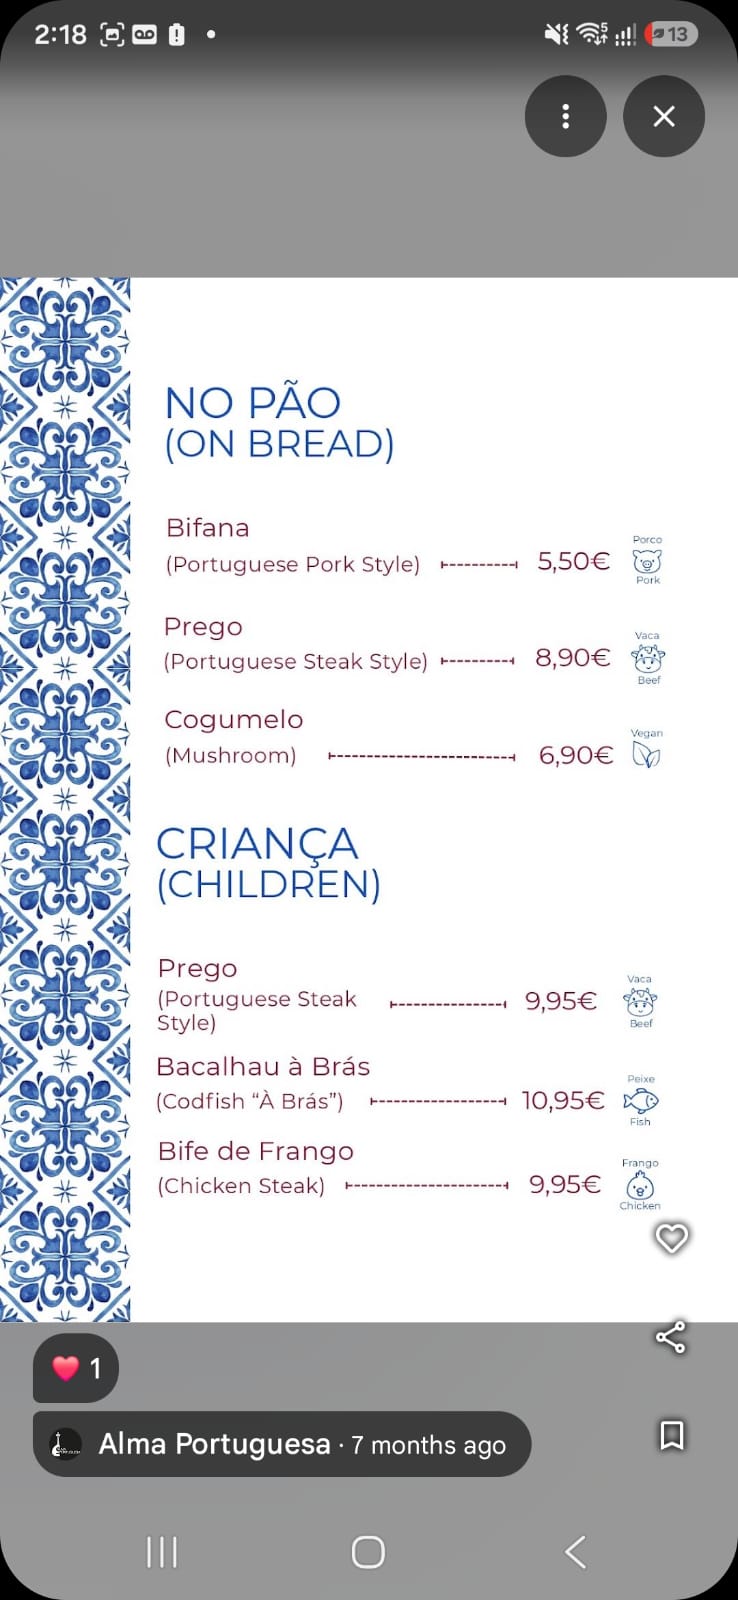 2:18
5
13
NO PÃO
(ON BREAD)
Bifana
(Portuguese Pork Style) 5,50€
Porco
Pork
Prego
(Portuguese Steak Style) 8,90€
Vaca
Beef
Cogumelo
(Mushroom) 6,90€
Vegan
CRIANÇA
(CHILDREN)
Prego
(Portuguese Steak
Style)
9,95€
Vaca
Beef
Bacalhau à Brás
(Codfish “À Brás”) 10,95€
Peixe
Fish
Bife de Frango
(Chicken Steak) 9,95€
Frango
Chicken
1
Alma Portuguesa · 7 months ago